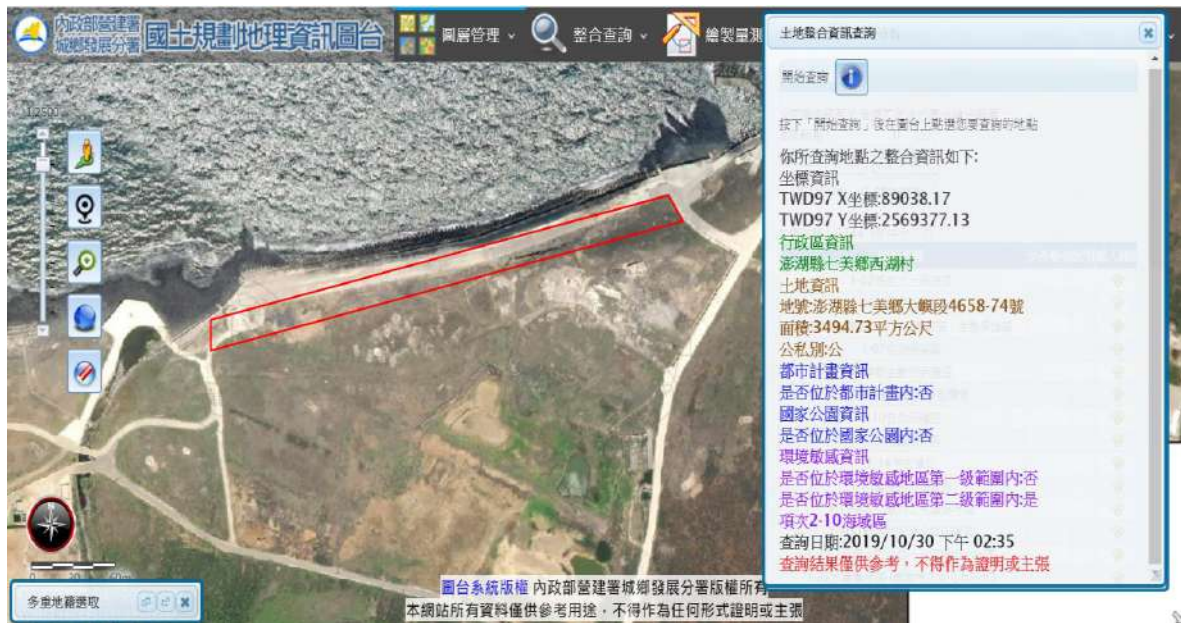 內政部營建署
城鄉發展分署
國土規劃地理資訊圖台
圖層管理
整合查詢
繪製量測
土地整合資訊查詢
開始查詢
按下「開始查詢」後在圖台上點選您要查詢的地點
你所查詢地點之整合資訊如下:
坐標資訊
TWD97 X坐標:89038.17
TWD97 Y坐標:2569377.13
行政區資訊
澎湖縣七美鄉西湖村
土地資訊
地號:澎湖縣七美鄉大嶼段4658-74號
面積:3494.73平方公尺
公私別:公
都市計畫資訊
是否位於都市計畫內:否
國家公園資訊
是否位於國家公園內:否
環境敏感資訊
是否位於環境敏感地區第一級範圍內:否
是否位於環境敏感地區第二級範圍內:是
項次2-10海域區
查詢日期:2019/10/30 下午 02:35
查詢結果僅供參考，不得作為證明或主張
多重地籍選取
圖台系統版權 內政部營建署城鄉發展分署版權所有
本網站所有資料僅供參考用途，不得作為任何形式證明或主張